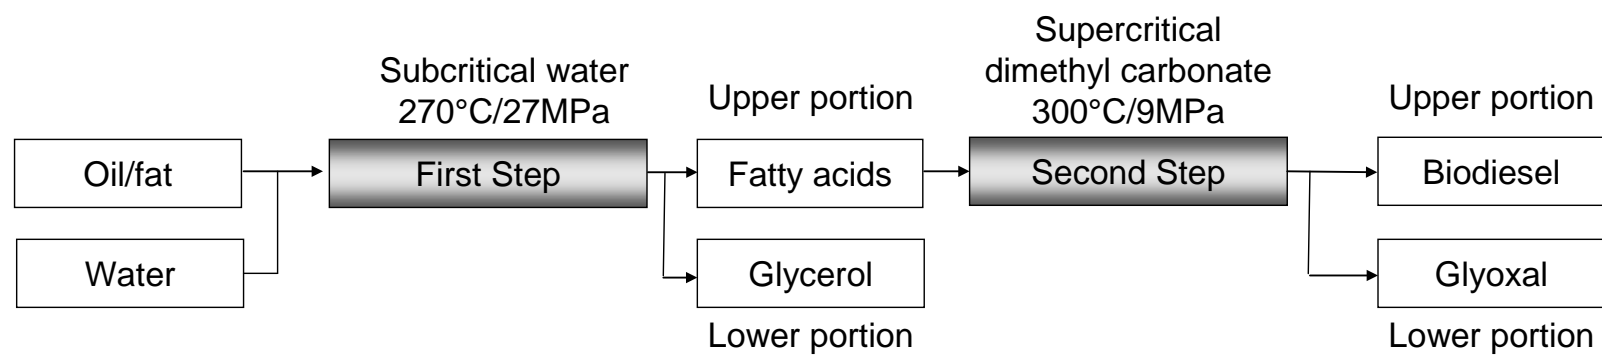 Subcritical water
270°C/27MPa
Upper portion
Supercritical
dimethyl carbonate
300°C/9MPa
Upper portion
Oil/fat
First Step
Fatty acids
Second Step
Biodiesel
Water
Glycerol
Glyoxal
Lower portion
Lower portion